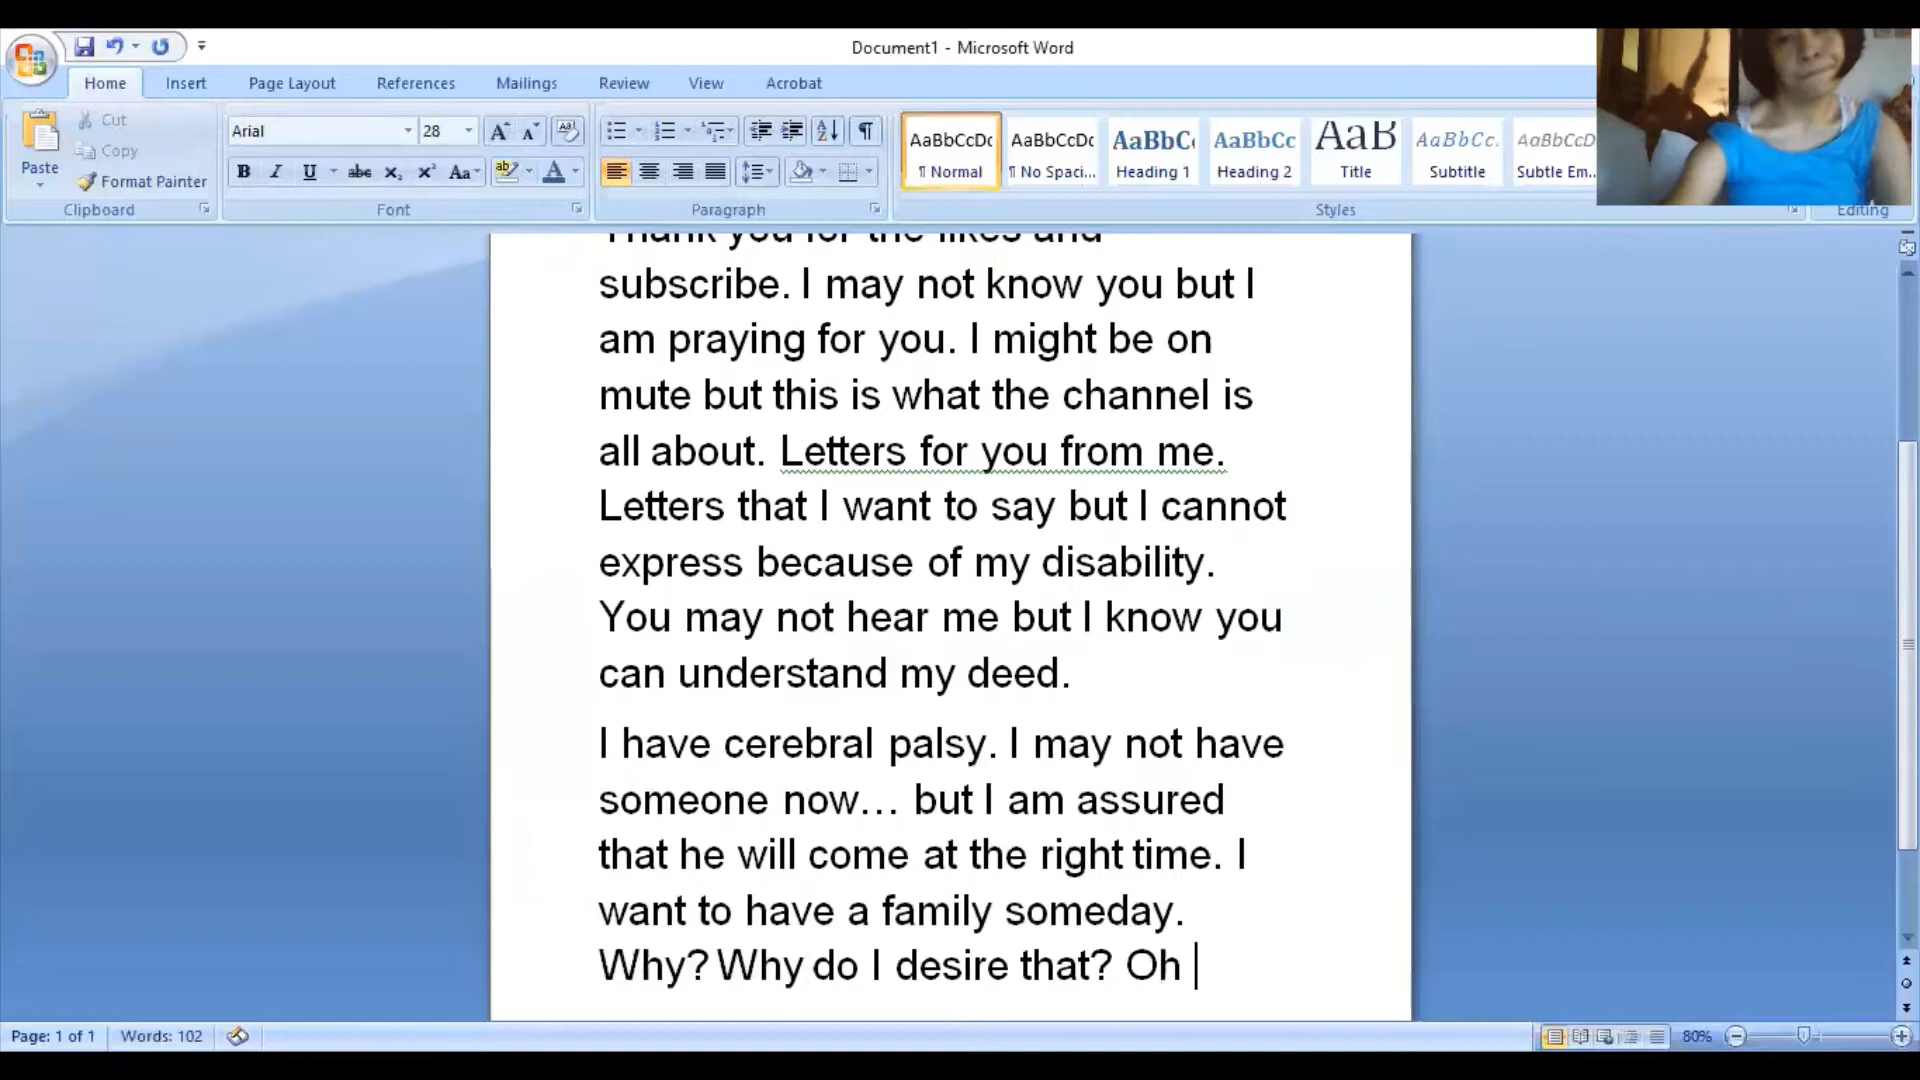 Document1 - Microsoft Word
Home Insert Page Layout References Mailings Review View Acrobat
Cut
Copy
Paste
Format Painter
Clipboard
Arial 28
Font
Paragraph
AaBbCcDc AaBbCcDc AaBbC AaBbCc AaB AaBbCc. AaBbCcD
¶ Normal ¶ No Spaci... Heading 1 Heading 2 Title Subtitle Subtle Em...
Styles
Editing
Thank you for the likes and
subscribe. I may not know you but I
am praying for you. I might be on
mute but this is what the channel is
all about. Letters for you from me.
Letters that I want to say but I cannot
express because of my disability.
You may not hear me but I know you
can understand my deed.
I have cerebral palsy. I may not have
someone now... but I am assured
that he will come at the right time. I
want to have a family someday.
Why? Why do I desire that? Oh
Page: 1 of 1 Words: 102
80%